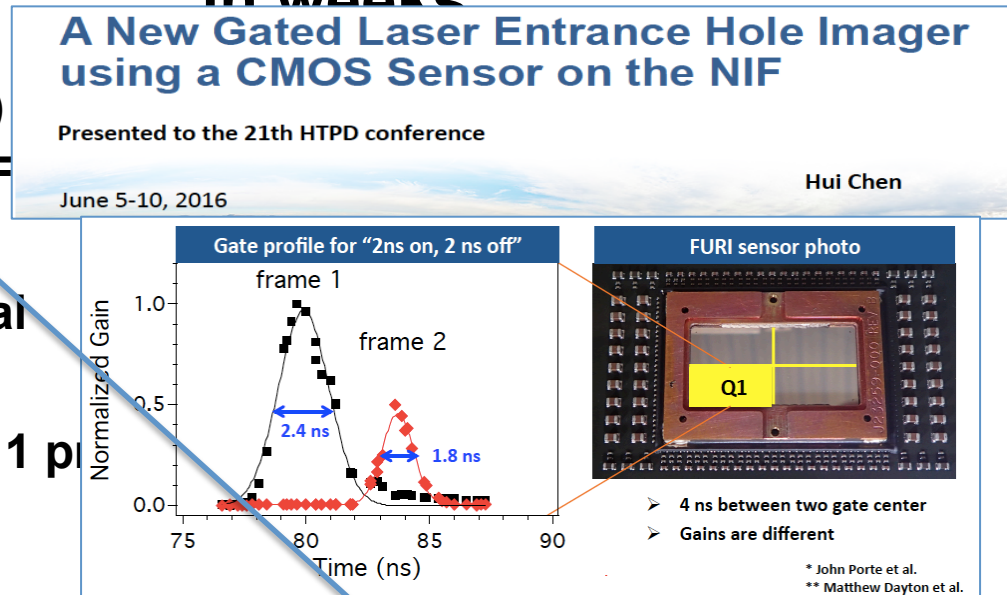 in weeks
A New Gated Laser Entrance Hole Imager
using a CMOS Sensor on the NIF
Presented to the 21th HTPD conference
Hui Chen
June 5-10, 2016
al
1 p
Gate profile for “2ns on, 2 ns off”
frame 1
frame 2
Normalized Gain
1.0
0.5
0.0
2.4 ns
1.8 ns
75
80
85
90
Time (ns)
FURI sensor photo
Q1
➢ 4 ns between two gate center
➢ Gains are different
* John Porte et al.
** Matthew Dayton et al.